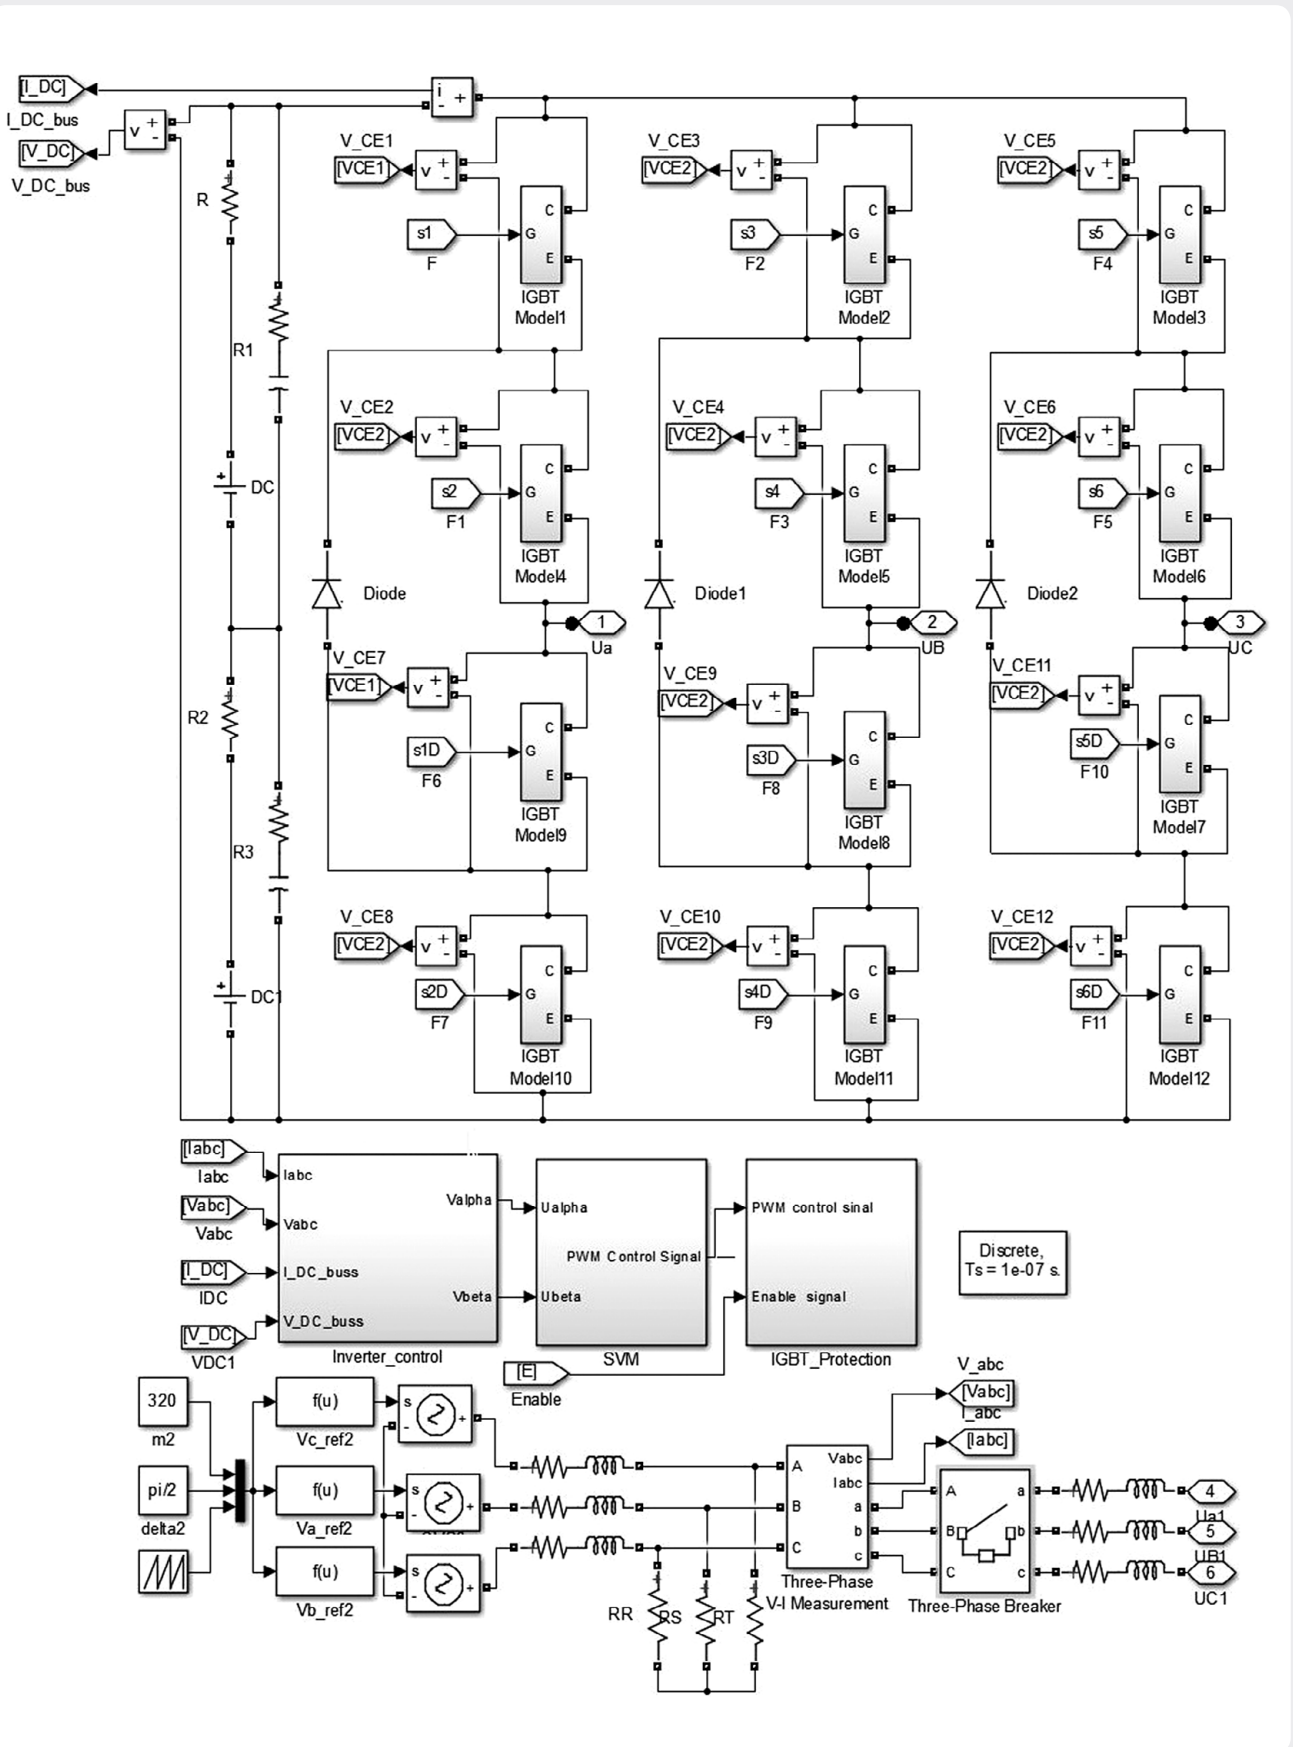 [I_DC]
I_DC_bus
i
+
-
v
+
-
[V_DC]
V_DC_bus
V_CE1
[VCE1]
v
+
-
V_CE3
[VCE2]
v
+
-
V_CE5
[VCE2]
v
+
-
R
+
s1
F
C
G
E
IGBT
Model1
s3
F2
C
G
E
IGBT
Model2
s5
F4
C
G
E
IGBT
Model3
+
R1
V_CE2
[VCE2]
v
+
-
V_CE4
[VCE2]
v
+
-
V_CE6
[VCE2]
v
+
-
+
DC
s2
F1
C
G
E
IGBT
Model4
s4
F3
C
G
E
IGBT
Model5
s6
F5
C
G
E
IGBT
Model6
Diode
Diode1
Diode2
1
Ua
2
UB
3
UC
V_CE7
[VCE1]
v
+
-
V_CE9
[VCE2]
v
+
-
V_CE11
[VCE2]
v
+
-
R2
+
s1D
F6
C
G
E
IGBT
Model9
s3D
F8
C
G
E
IGBT
Model8
s5D
F10
C
G
E
IGBT
Model7
+
R3
V_CE8
[VCE2]
v
+
-
V_CE10
[VCE2]
v
+
-
V_CE12
[VCE2]
v
+
-
+
DC1
s2D
F7
C
G
E
IGBT
Model10
s4D
F9
C
G
E
IGBT
Model11
s6D
F11
C
G
E
IGBT
Model12
[Iabc]
Iabc
[Vabc]
Vabc
[I_DC]
IDC
[V_DC]
VDC1
Iabc
Vabc
I_DC_buss
V_DC_buss
Valpha
Vbeta
Inverter_control
Ualpha
PWM Control Signal
Ubeta
SVM
PWM control sinal
Enable signal
IGBT_Protection
Discrete,
Ts = 1e-07 s.
[E]
Enable
320
m2
pi/2
delta2
f(u)
Vc_ref2
f(u)
Va_ref2
f(u)
Vb_ref2
s
-
+
s
-
+
s
-
+
V_abc
[Vabc]
I_abc
[Iabc]
A
B
C
Vabc
Iabc
a
b
c
Three-Phase
V-I Measurement
A
B
C
a
b
c
Three-Phase Breaker
4
Ua1
5
UB1
6
UC1
+
+
+
RR
RS
RT